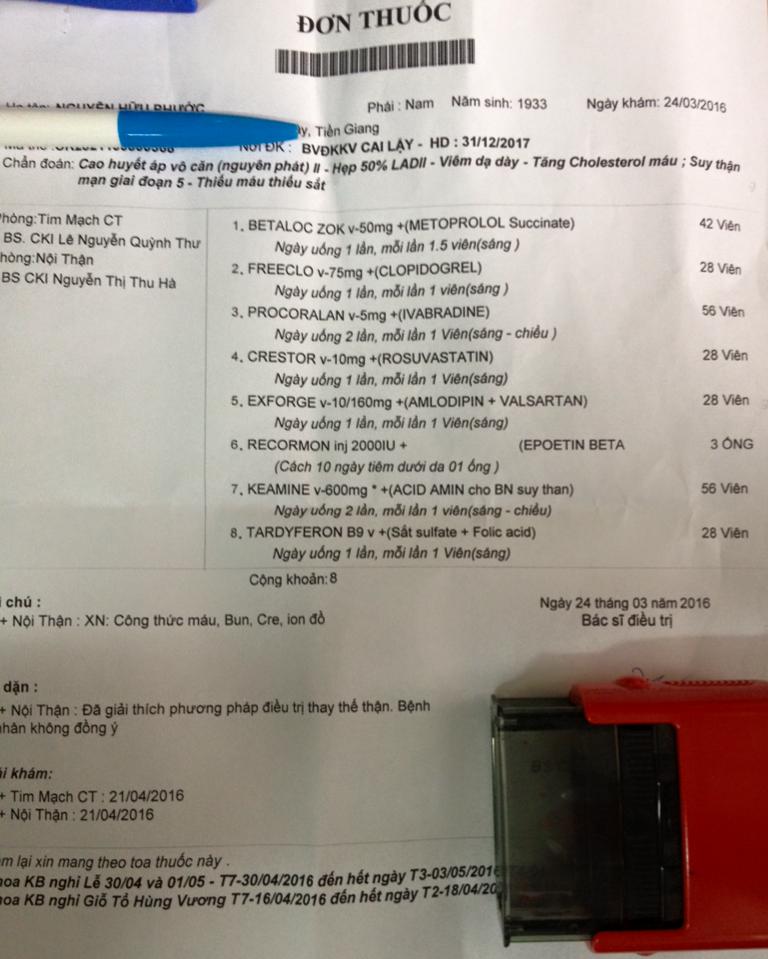 ĐƠN THUỐC
NGUYỄN HỮU PHƯỚC
Phái : Nam Năm sinh: 1933 Ngày khám: 24/03/2016
Tiền Giang
Nơi ĐK : BVĐKKV CAI LẬY - HD : 31/12/2017
Chẩn đoán: Cao huyết áp vô căn (nguyên phát) II - Hẹp 50% LADII - Viêm dạ dày - Tăng Cholesterol máu ; Suy thận
mạn giai đoạn 5 - Thiếu máu thiếu sắt
hòng:Tim Mạch CT
BS. CKI Lê Nguyễn Quỳnh Thư
hòng:Nội Thận
BS CKI Nguyễn Thị Thu Hà
1. BETALOC ZOK v-50mg +(METOPROLOL Succinate) 42 Viên
Ngày uống 1 lần, mỗi lần 1.5 viên(sáng )
2. FREECLO v-75mg +(CLOPIDOGREL) 28 Viên
Ngày uống 1 lần, mỗi lần 1 viên(sáng )
3. PROCORALAN v-5mg +(IVABRADINE) 56 Viên
Ngày uống 2 lần, mỗi lần 1 Viên(sáng - chiều )
4. CRESTOR v-10mg +(ROSUVASTATIN) 28 Viên
Ngày uống 1 lần, mỗi lần 1 Viên(sáng)
5. EXFORGE v-10/160mg +(AMLODIPIN + VALSARTAN) 28 Viên
Ngày uống 1 lần, mỗi lần 1 Viên(sáng)
6. RECORMON inj 2000IU + (EPOETIN BETA 3 ỐNG
(Cách 10 ngày tiêm dưới da 01 ống )
7. KEAMINE v-600mg * +(ACID AMIN cho BN suy than) 56 Viên
Ngày uống 2 lần, mỗi lần 1 viên(sáng - chiều)
8. TARDYFERON B9 v +(Sắt sulfate + Folic acid) 28 Viên
Ngày uống 1 lần, mỗi lần 1 Viên(sáng)
Cộng khoản:8
chú :
+ Nội Thận : XN: Công thức máu, Bun, Cre, ion đồ
Ngày 24 tháng 03 năm 2016
Bác sĩ điều trị
dặn :
+ Nội Thận : Đã giải thích phương pháp điều trị thay thế thận. Bệnh
nhân không đồng ý
ái khám:
+ Tim Mạch CT : 21/04/2016
+ Nội Thận : 21/04/2016
ám lại xin mang theo toa thuốc này .
hoa KB nghỉ Lễ 30/04 và 01/05 - T7-30/04/2016 đến hết ngày T3-03/05/2016
hoa KB nghỉ Giỗ Tổ Hùng Vương T7-16/04/2016 đến hết ngày T2-18/04/20